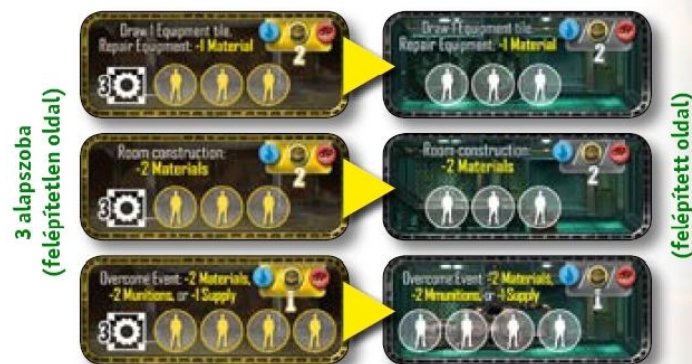 3 alapszoba
(felépítetlen oldal)
Draw 1 Equipment tile.
Repair Equipment: -1 Material
2
3
Draw 1 Equipment tile.
Repair Equipment: -1 Material
2
Room construction:
-2 Materials
2
3
Room construction:
-2 Materials
2
Overcome Event: -2 Materials,
-2 Munitions, or -1 Supply
1
3
Overcome Event: -2 Materials,
-2 Mmunitions, or -1 Supply
1
(felépített oldal)